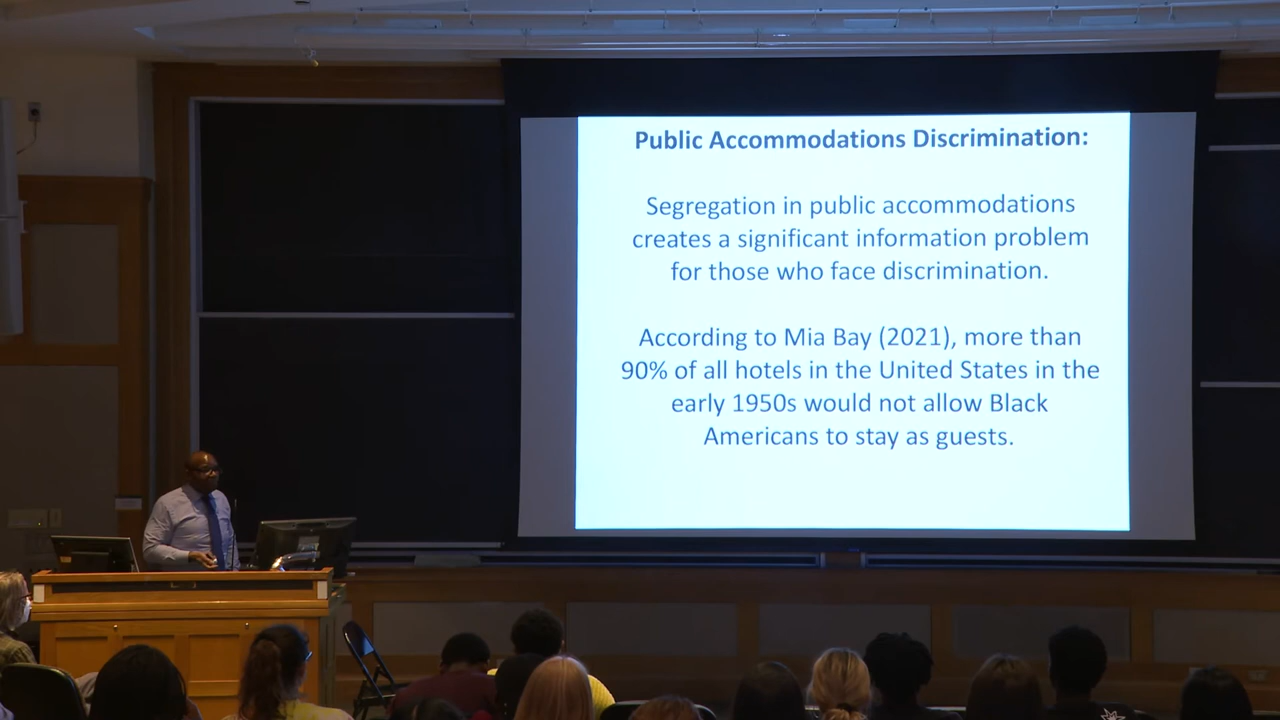 Public Accommodations Discrimination:
Segregation in public accommodations
creates a significant information problem
for those who face discrimination.
According to Mia Bay (2021), more than
90% of all hotels in the United States in the
early 1950s would not allow Black
Americans to stay as guests.